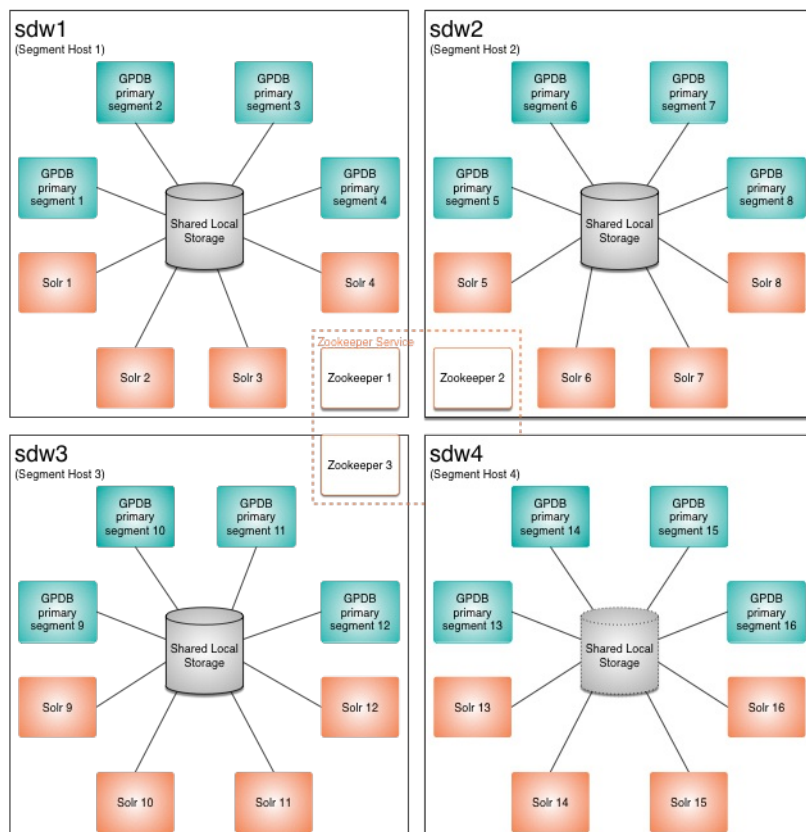 sdw1
(Segment Host 1)
GPDB
primary
segment 2
GPDB
primary
segment 3
GPDB
primary
segment 1
GPDB
primary
segment 4
Shared Local
Storage
Solr 1
Solr 4
Solr 2
Solr 3
sdw2
(Segment Host 2)
GPDB
primary
segment 6
GPDB
primary
segment 7
GPDB
primary
segment 5
GPDB
primary
segment 8
Shared Local
Storage
Solr 5
Solr 8
Solr 6
Solr 7
Zookeeper Service
Zookeeper 1
Zookeeper 2
Zookeeper 3
sdw3
(Segment Host 3)
GPDB
primary
segment 10
GPDB
primary
segment 11
GPDB
primary
segment 9
GPDB
primary
segment 12
Shared Local
Storage
Solr 9
Solr 12
Solr 10
Solr 11
sdw4
(Segment Host 4)
GPDB
primary
segment 14
GPDB
primary
segment 15
GPDB
primary
segment 13
GPDB
primary
segment 16
Shared Local
Storage
Solr 13
Solr 16
Solr 14
Solr 15